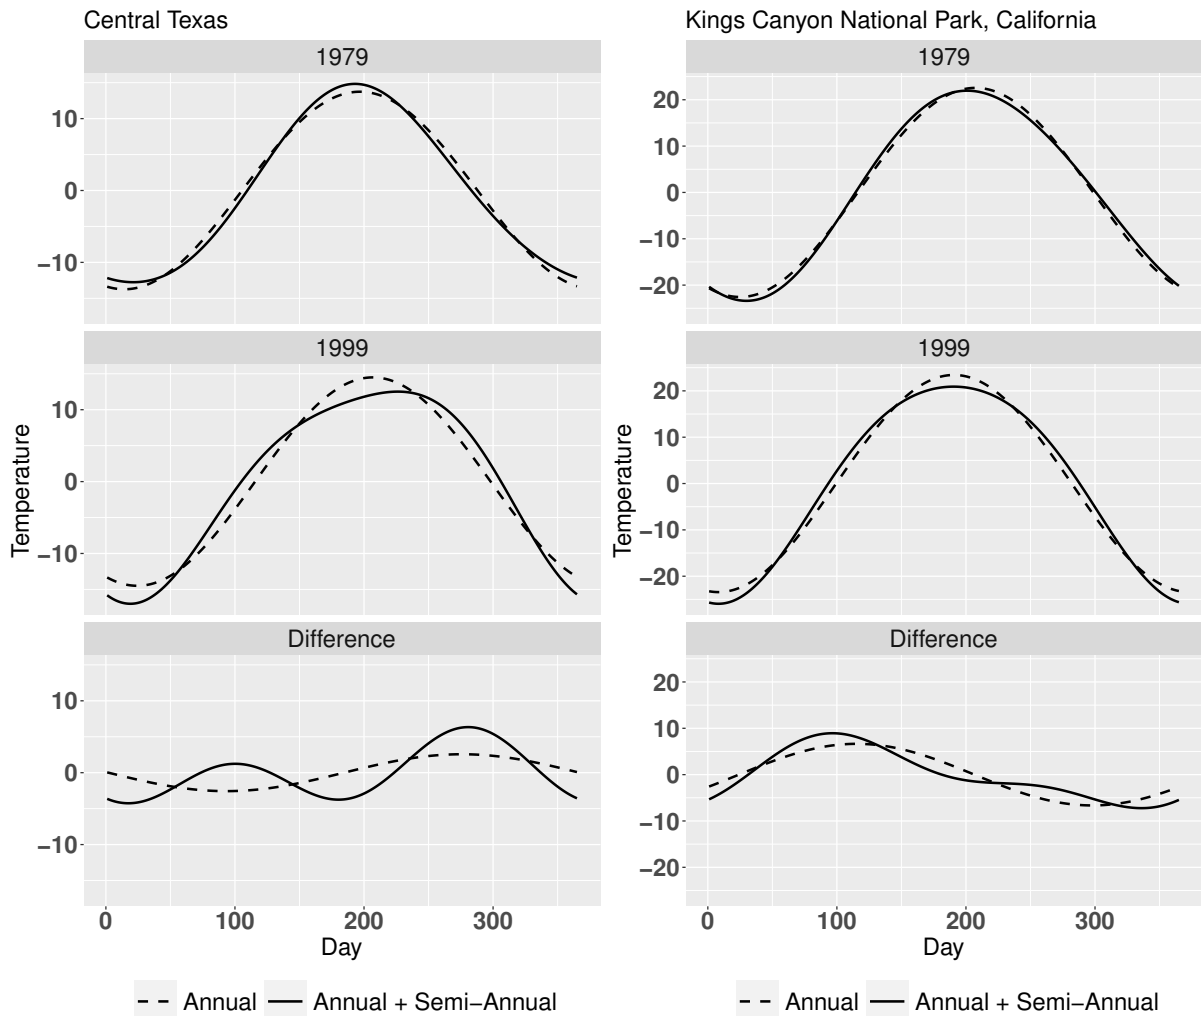 Central Texas
1979
10
0
−10
1999
10
0
−10
Difference
10
0
−10
0 100 200 300
Day
Temperature
Annual Annual + Semi−Annual
Kings Canyon National Park, California
1979
20
10
0
−10
−20
1999
20
10
0
−10
−20
Difference
20
10
0
−10
−20
0 100 200 300
Day
Temperature
Annual Annual + Semi−Annual